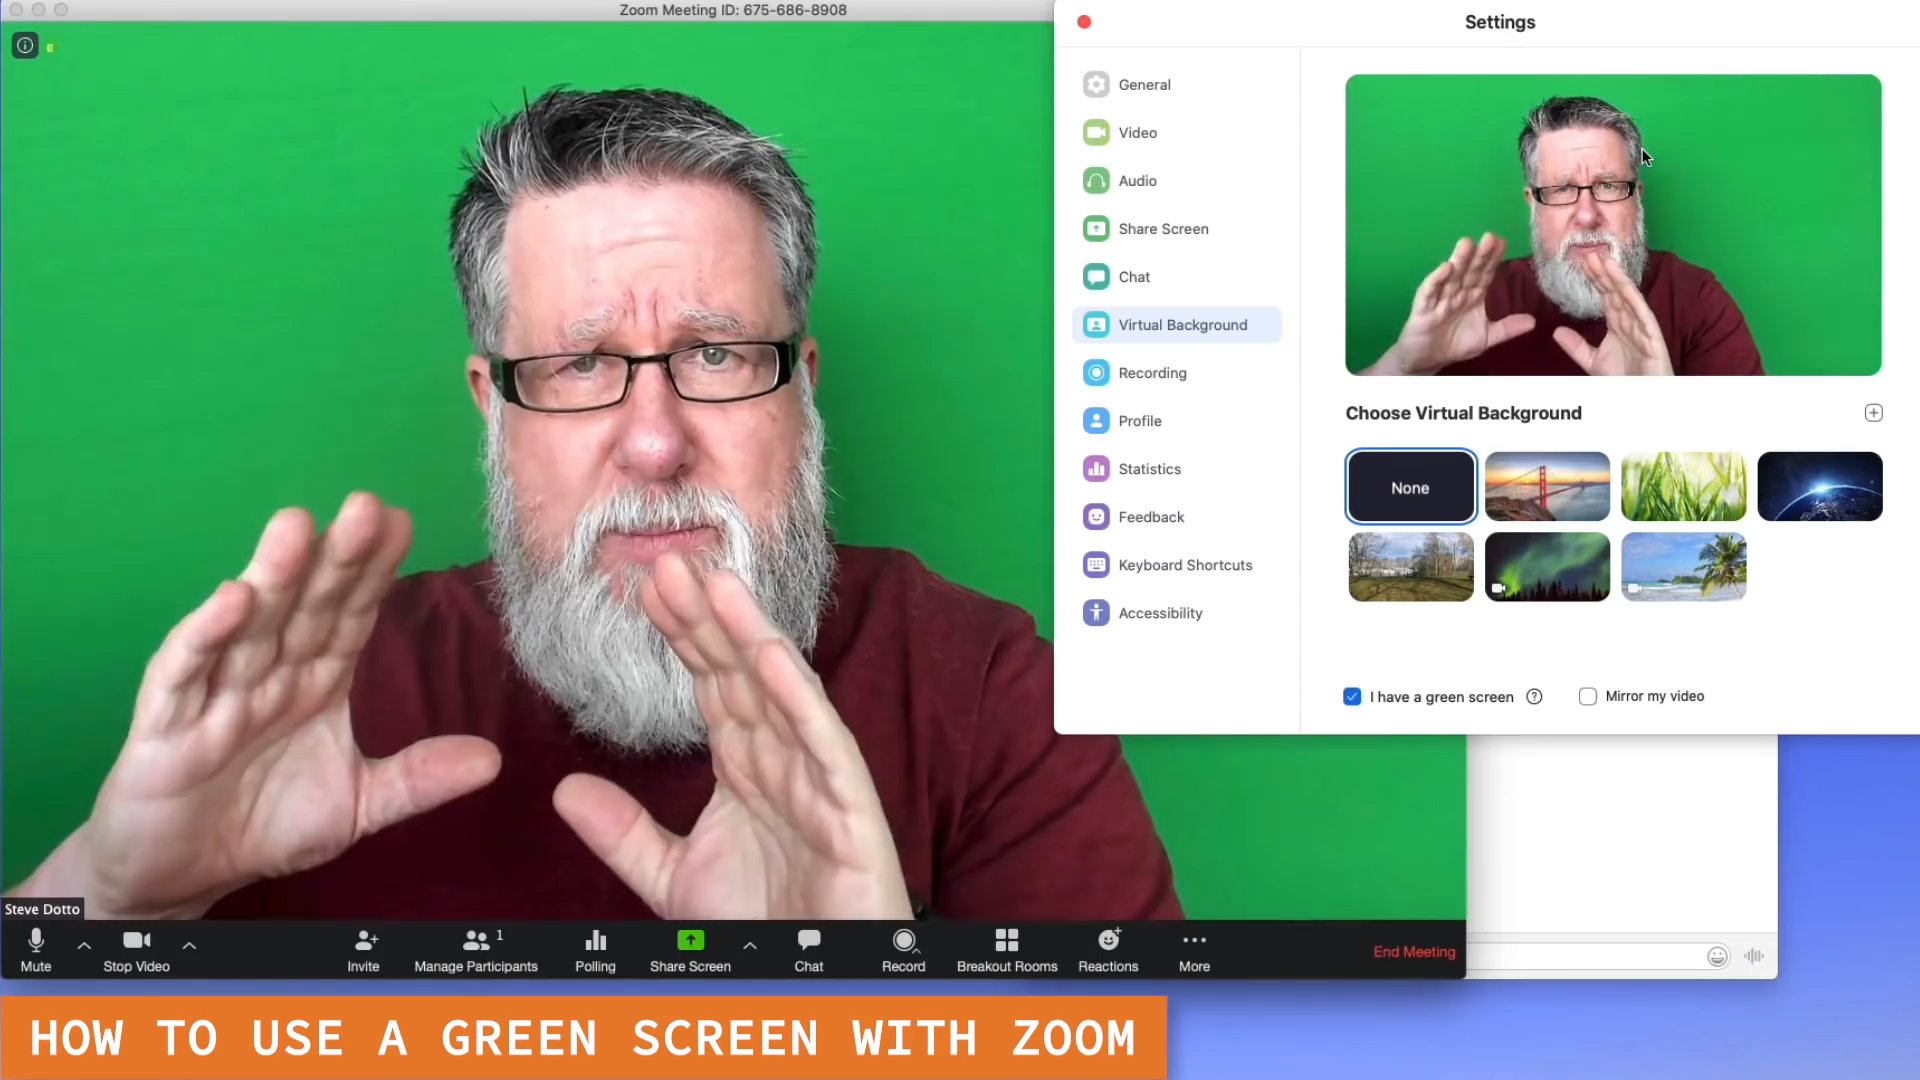 Zoom Meeting ID: 675-686-8908
Settings
General
Video
Audio
Share Screen
Chat
Virtual Background
Recording
Profile
Statistics
Feedback
Keyboard Shortcuts
Accessibility
Choose Virtual Background
None
I have a green screen
Mirror my video
Steve Dotto
Mute
Stop Video
Invite
1
Manage Participants
Polling
Share Screen
Chat
Record
Breakout Rooms
Reactions
More
End Meeting
HOW TO USE A GREEN SCREEN WITH ZOOM